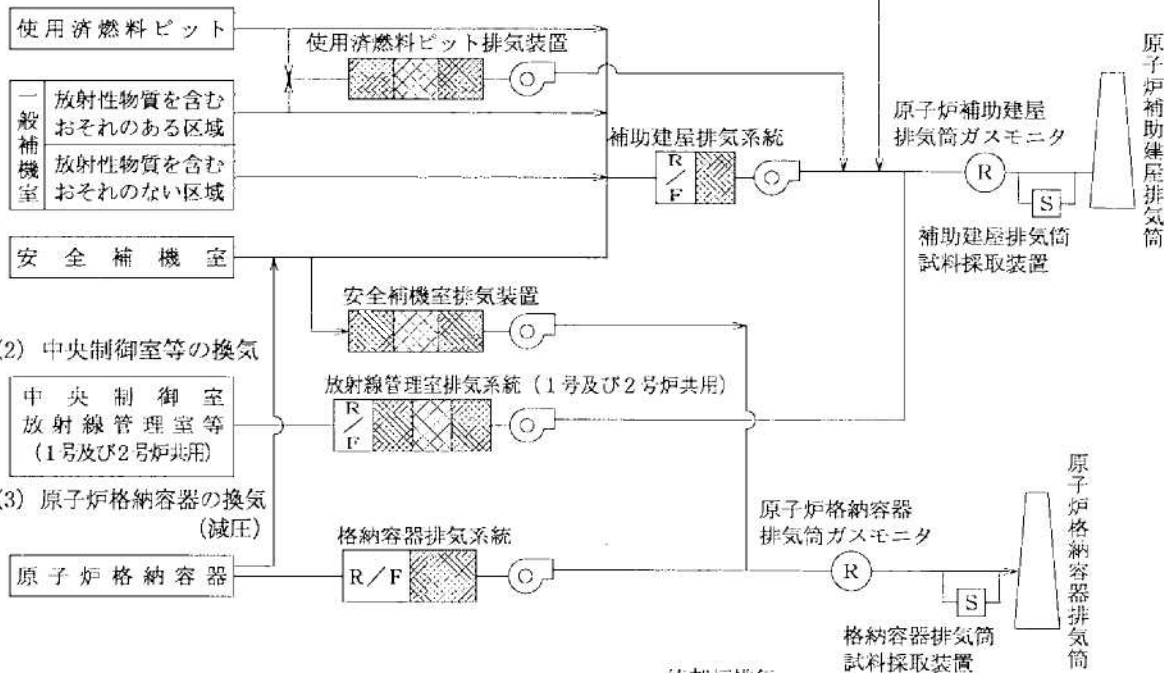 使用済燃料ピット
使用済燃料ピット排気装置
一般補機室
放射性物質を含む
おそれのある区域
放射性物質を含む
おそれのない区域
補助建屋排気系統
R/F
原子炉補助建屋
排気筒ガスモニタ
R
S
補助建屋排気筒
試料採取装置
原子炉補助建屋排気筒
安全補機室
安全補機室排気装置
(2) 中央制御室等の換気
中央制御室
放射線管理室等
(1号及び2号炉共用)
放射線管理室排気系統(1号及び2号炉共用)
R/F
(3) 原子炉格納容器の換気
(減圧)
原子炉格納容器
格納容器排気系統
R/F
原子炉格納容器
排気筒ガスモニタ
R
S
格納容器排気筒
試料採取装置
原子炉格納容器排気筒